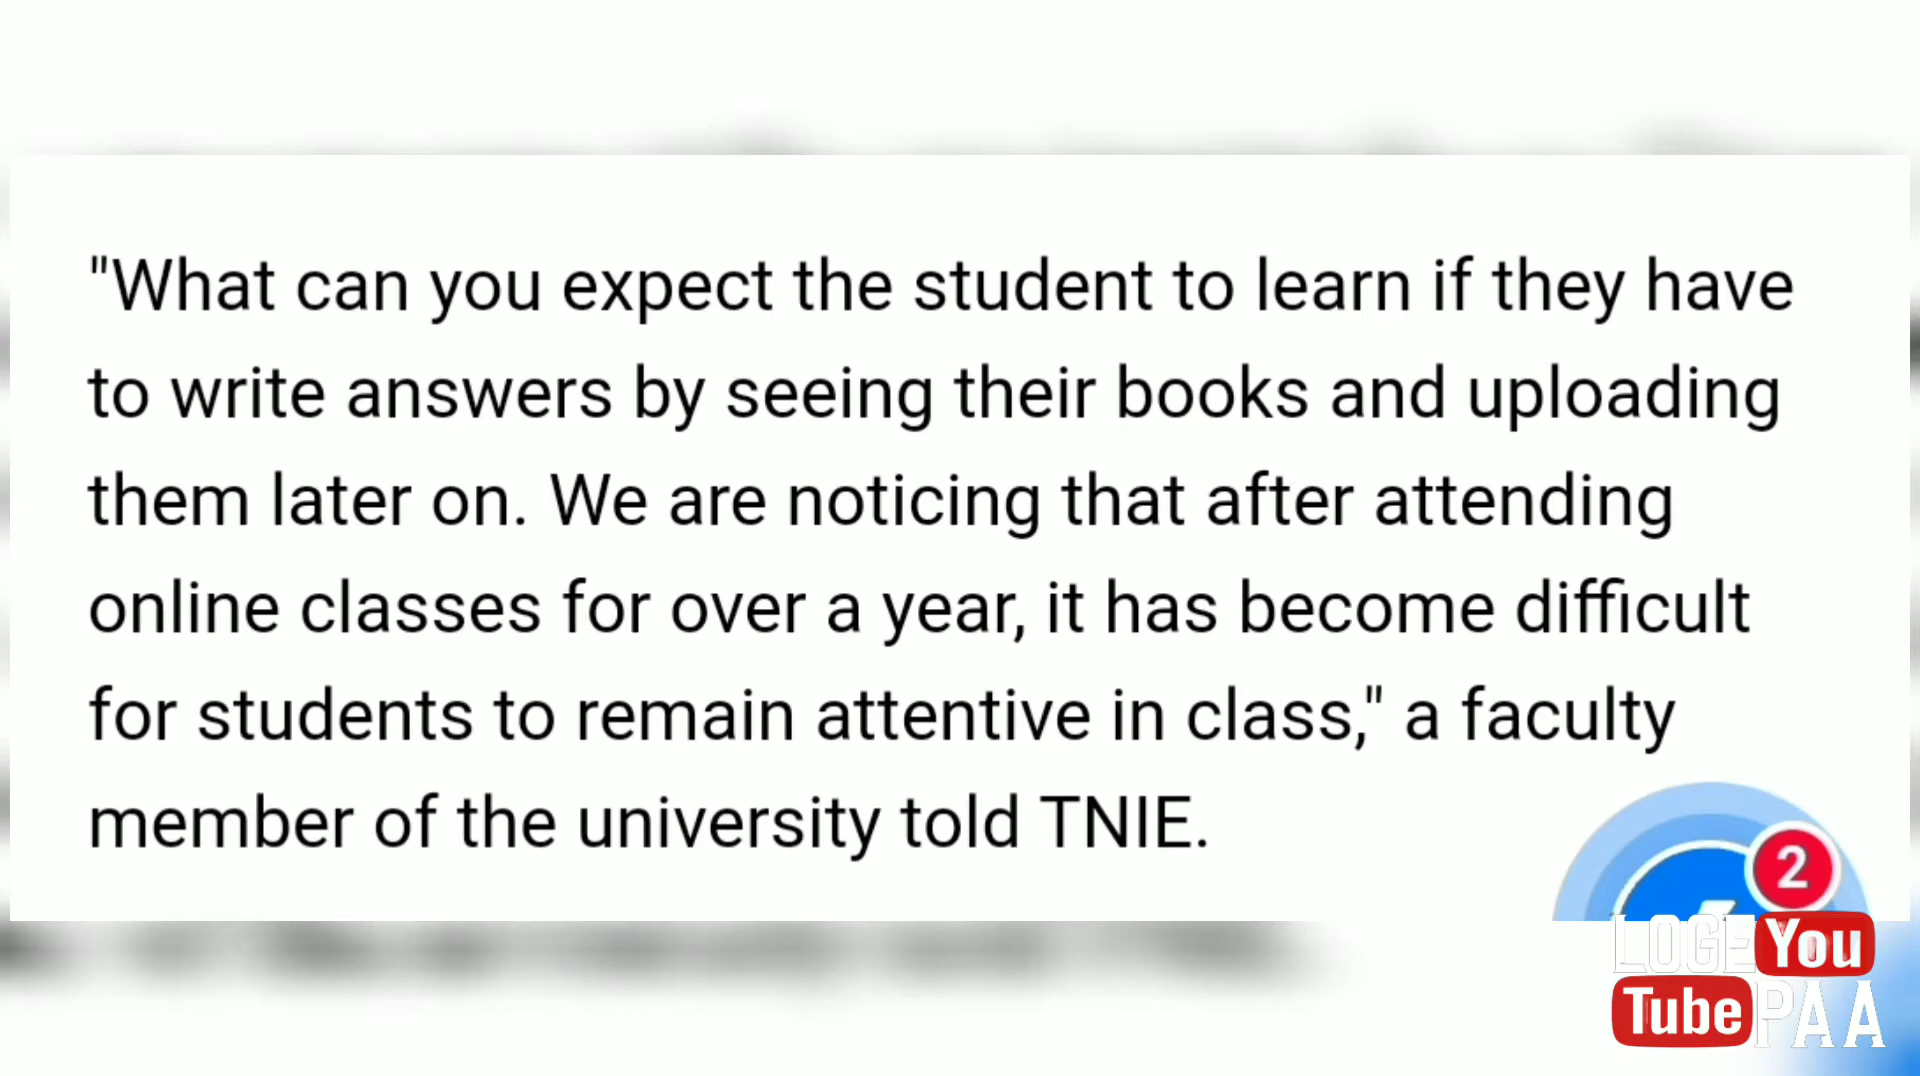 "What can you expect the student to learn if they have
to write answers by seeing their books and uploading
them later on. We are noticing that after attending
online classes for over a year, it has become difficult
for students to remain attentive in class," a faculty
member of the university told TNIE.
2
LOGE You
Tube PAA